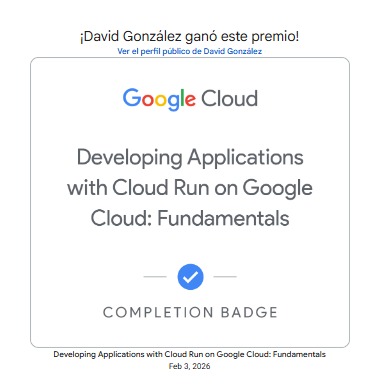 ¡David González ganó este premio!
Ver el perfil público de David González
Google Cloud
Developing Applications
with Cloud Run on Google
Cloud: Fundamentals
COMPLETION BADGE
Developing Applications with Cloud Run on Google Cloud: Fundamentals
Feb 3, 2026